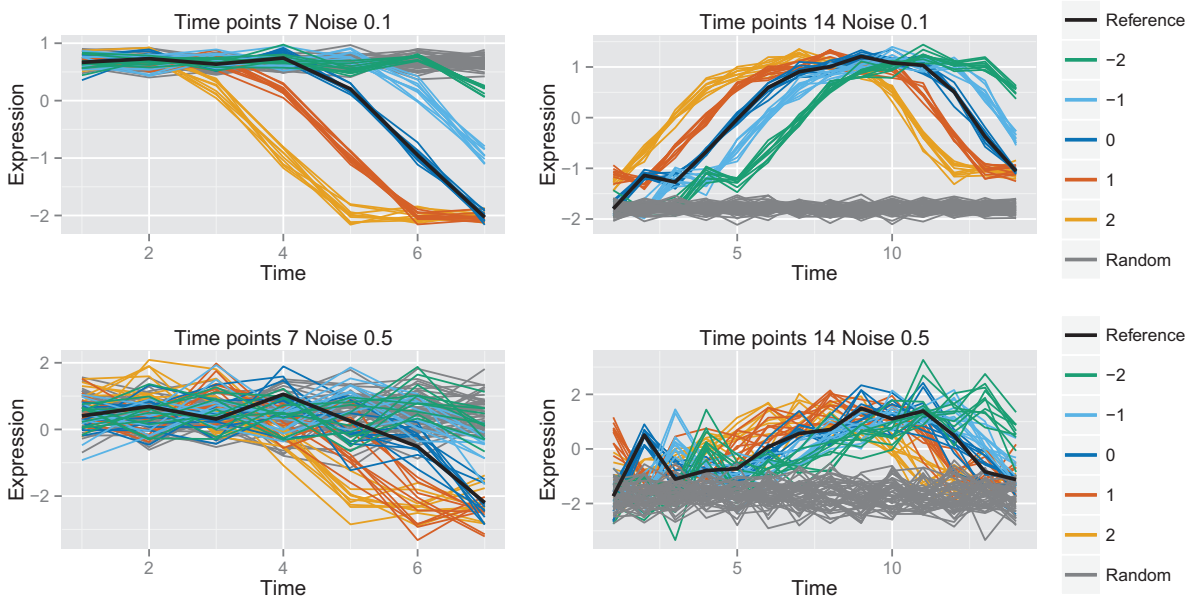 Time points 7 Noise 0.1
Expression
1
0
−1
−2
2
4
6
Time
Time points 14 Noise 0.1
Expression
1
0
−1
−2
5
10
Time
Reference
−2
−1
0
1
2
Random
Time points 7 Noise 0.5
Expression
2
0
−2
2
4
6
Time
Time points 14 Noise 0.5
Expression
2
0
−2
5
10
Time
Reference
−2
−1
0
1
2
Random